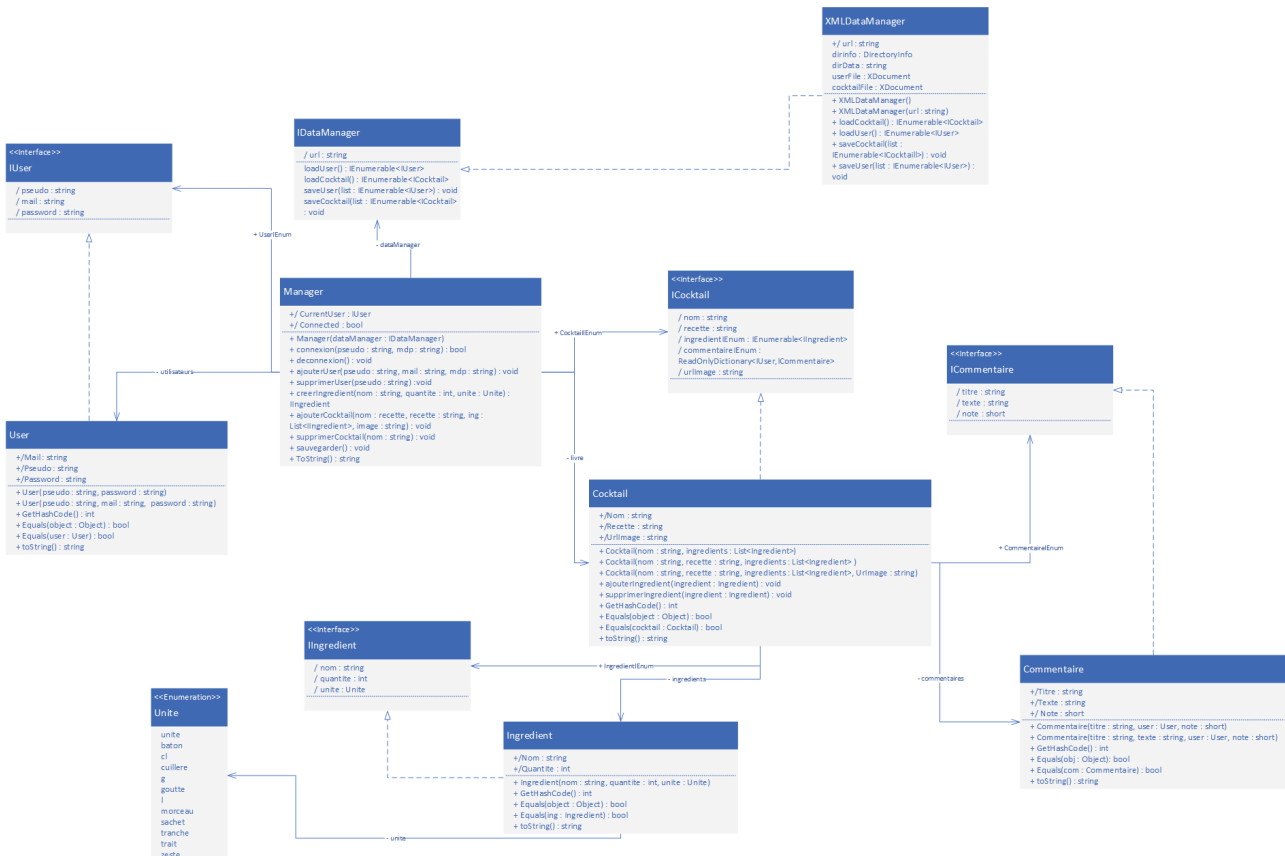 XMLDataManager
+/ url : string
dirinfo : DirectoryInfo
dirData : string
userFile : XDocument
cocktailFile : XDocument
+ XMLDataManager()
+ XMLDataManager(url : string)
+ loadCocktail() : IEnumerable<ICocktail>
+ loadUser() : IEnumerable<IUser>
+ saveCocktail(list :
IEnumerable<ICocktaill>) : void
+ saveUser(list : IEnumerable<IUser>) :
void
IDataManager
/ url : string
loadUser() : IEnumerable<IUser>
loadCocktail() : IEnumerable<ICocktail>
saveUser(list : IEnumerable<IUser>) : void
saveCocktail(list : IEnumerable<ICocktail>
: void
<<Interface>>
IUser
/ pseudo : string
/ mail : string
/ password : string
+ UserIEnum
- dataManager
Manager
+/ CurrentUser : IUser
+/ Connected : bool
+ Manager(dataManager : IDataManager)
+ connexion(pseudo : string, mdp : string) : bool
+ deconnexion() : void
+ ajouterUser(pseudo : string, mail : string, mdp : string) : void
+ supprimerUser(pseudo : string) :void
+ creerIngredient(nom : string, quantite : int, unite : Unite) :
IIngredient
+ ajouterCocktail(nom : recette, recette : string, ing :
List<IIngredient>, image : string) : void
+ supprimerCocktail(nom : string) : void
+ sauvegarder() : void
+ ToString() : string
+ CocktailIEnum
- utilisateurs
- livre
<<Interface>>
ICocktail
/ nom : string
/ recette : string
/ ingredientIEnum : IEnumerable<IIngredient>
/ commentaireIEnum :
ReadOnlyDictionary<IUser,ICommentaire>
/ urlImage : string
<<Interface>>
ICommentaire
/ titre : string
/ texte : string
/ note : short
User
+/Mail : string
+/Pseudo : string
+/Password : string
+ User(pseudo : string, password : string)
+ User(pseudo : string, mail : string, password : string)
+ GetHashCode() : int
+ Equals(object : Object) : bool
+ Equals(user : User) : bool
+ toString() : string
Cocktail
+/Nom : string
+/Recette : string
+/UrlImage : string
+ Cocktail(nom : string, ingredients : List<Ingredient>)
+ Cocktail(nom : string, recette : string, ingredients : List<Ingredient> )
+ Cocktail(nom : string, recette : string, ingredients : List<Ingredient>, UrImage : string)
+ ajouterIngredient(ingredient : Ingredient) : void
+ supprimerIngredient(ingredient : Ingredient) : void
+ GetHashCode() : int
+ Equals(object : Object) : bool
+ Equals(cocktail : Cocktail) : bool
+ toString() : string
+ CommentaireIEnum
- commentaires
<<Interface>>
IIngredient
/ nom : string
/ quantite : int
/ unite : Unite
+ IngredientIEnum
- ingredients
Commentaire
+/Titre : string
+/Texte : string
+/ Note : short
+ Commentaire(titre : string, user : User, note : short)
+ Commentaire(titre : string, texte : string, user : User, note : short)
+ GetHashCode() : int
+ Equals(obj : Object): bool
+ Equals(com : Commentaire) : bool
+ toString() : string
<<Enumeration>>
Unite
unite
baton
cl
cuillere
g
goutte
l
morceau
sachet
tranche
trait
zeste
Ingredient
+/Nom : string
+/Quantite : int
+ Ingredient(nom : string, quantite : int, unite : Unite)
+ GetHashCode() : int
+ Equals(object : Object) : bool
+ Equals(ing : Ingredient) : bool
+ toString() : string
- unite